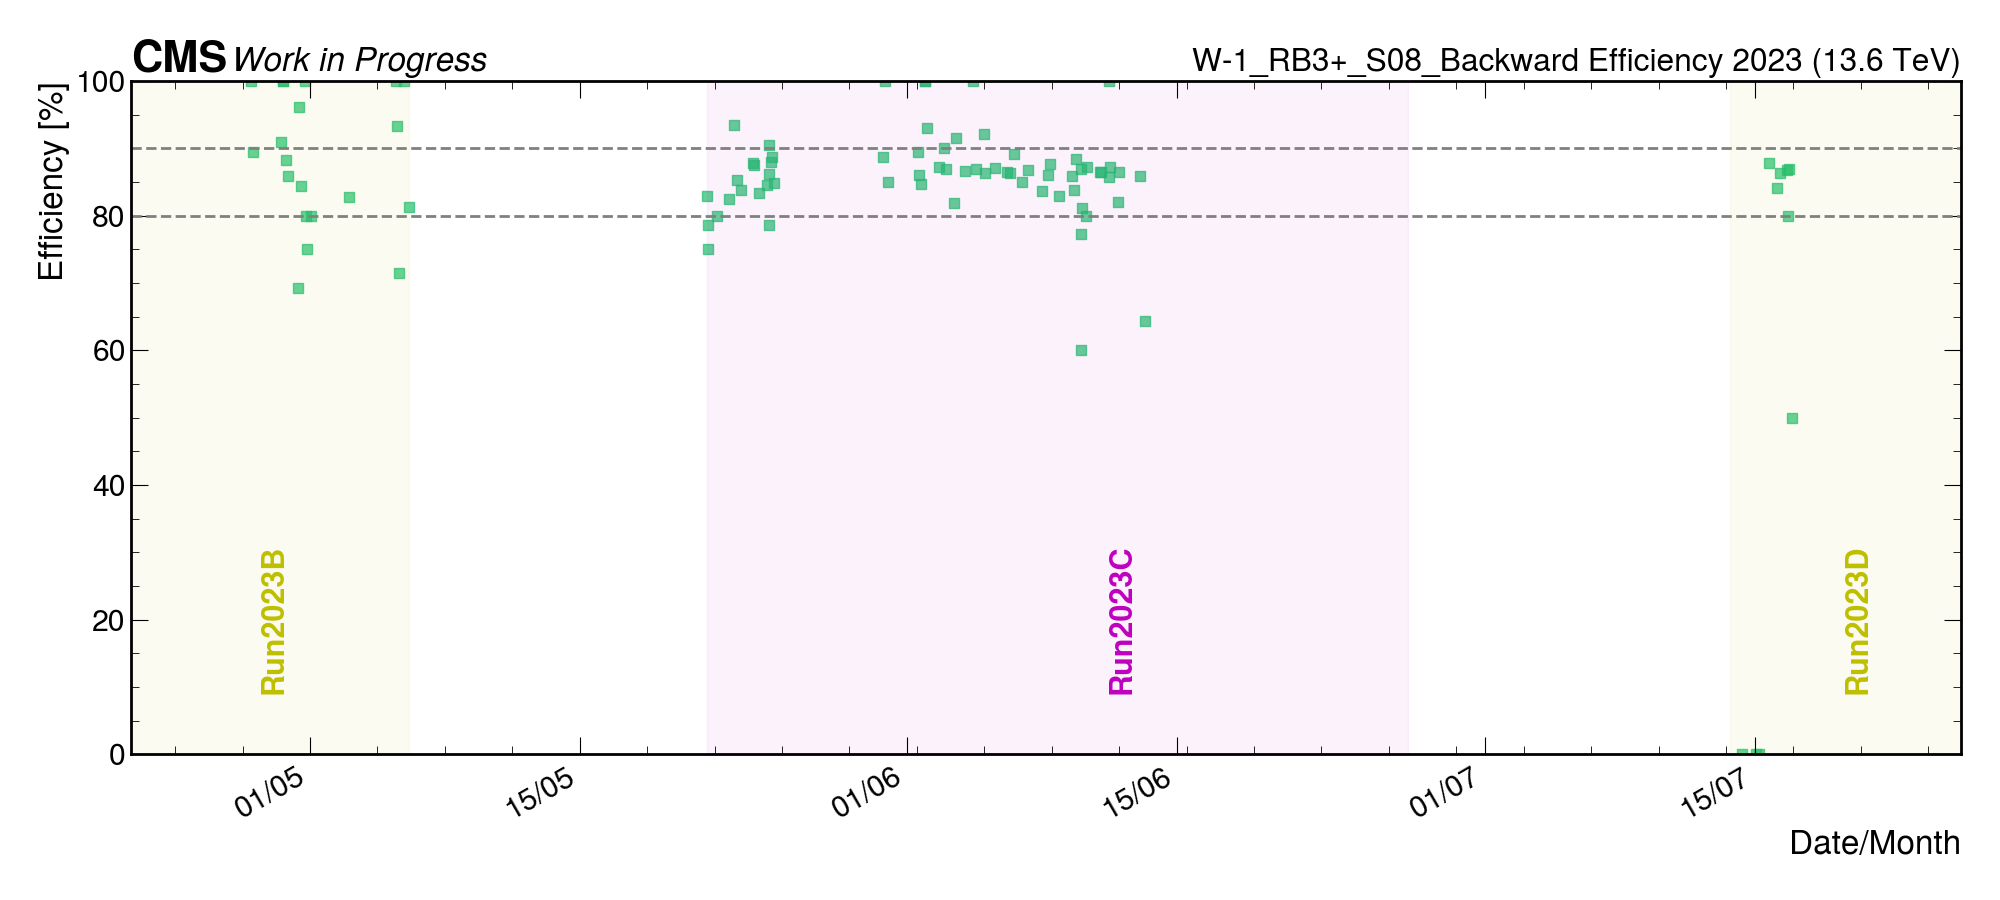 CMS Work in Progress
W-1_RB3+_S08_Backward Efficiency 2023 (13.6 TeV)
Efficiency [%]
100
80
60
40
20
0
Run2023B
Run2023C
Run2023D
01/05
15/05
01/06
15/06
01/07
15/07
Date/Month